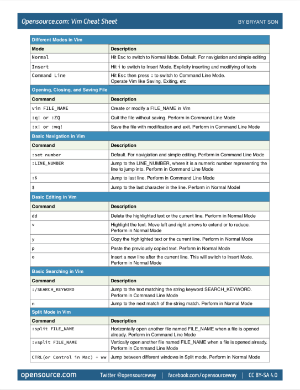 Opensource.com: Vim Cheat Sheet
BY BRYANT SON
Different Modes in Vim
Mode Description
Normal Hit Esc to switch to Normal Mode. Default. For navigation and simple editing
Insert Hit i to switch to Insert Mode. Explicitly inserting and modifying of texts
Command Line Hit Esc then press : to switch to Command Line Mode.
Operate Vim like Saving, Exiting, etc
Opening, Closing, and Saving File
Command Description
vim FILE_NAME Create or modify a FILE_NAME in Vim
:q! or ZQ Quit the file without saving. Perform in Command Line Mode
:x! or :wq! Save the file with modification and exit. Perform in Command Line Mode
Basic Navigation in Vim
Command Description
:set number Default. For navigation and simple editing. Perform in Command Line Mode
:LINE_NUMBER Jump to the LINE_NUMBER, where it is a numeric number representing the
line to jump into. Perform in Command Line Mode
Jump to last line. Perform in Command Line Mode
Jump to the last character in the line. Perform in Normal Model
Basic Editing in Vim
Command Description
dd Delete the highlighted text or the current line. Perform in Normal Mode
v Highlight the text. Move left and right arrows to extend or to reduce.
Perform in Normal Mode
y Copy the highlighted text or the current line. Perform in Normal Mode
p Paste the previously copied text. Perform in Normal Mode
Insert a new line after the current line. This will switch to Insert Mode.
Perform in Normal Mode
Basic Searching in Vim
Command Description
:/SEARCH_KEYWORD Jump to the text matching the string keyword SEARCH_KEYWORD.
Perform in Command Line Mode
n Jump to the next match of the string match. Perform in Normal Mode
Split Mode in Vim
Command Description
:split FILE_NAME Horizontally open another file named FILE_NAME when a file is opened
already. Perform in Command Line Mode
:vsplit FILE_NAME Vertically open another file named FILE_NAME when a file is already opened.
Perform in Command Line Mode
CTRL(or Control in Mac) + ww Jump between different windows in Split mode. Perform in Normal Mode
opensource.com
Twitter @opensourceway | facebook.com/opensourceway | CC BY-SA 4.0